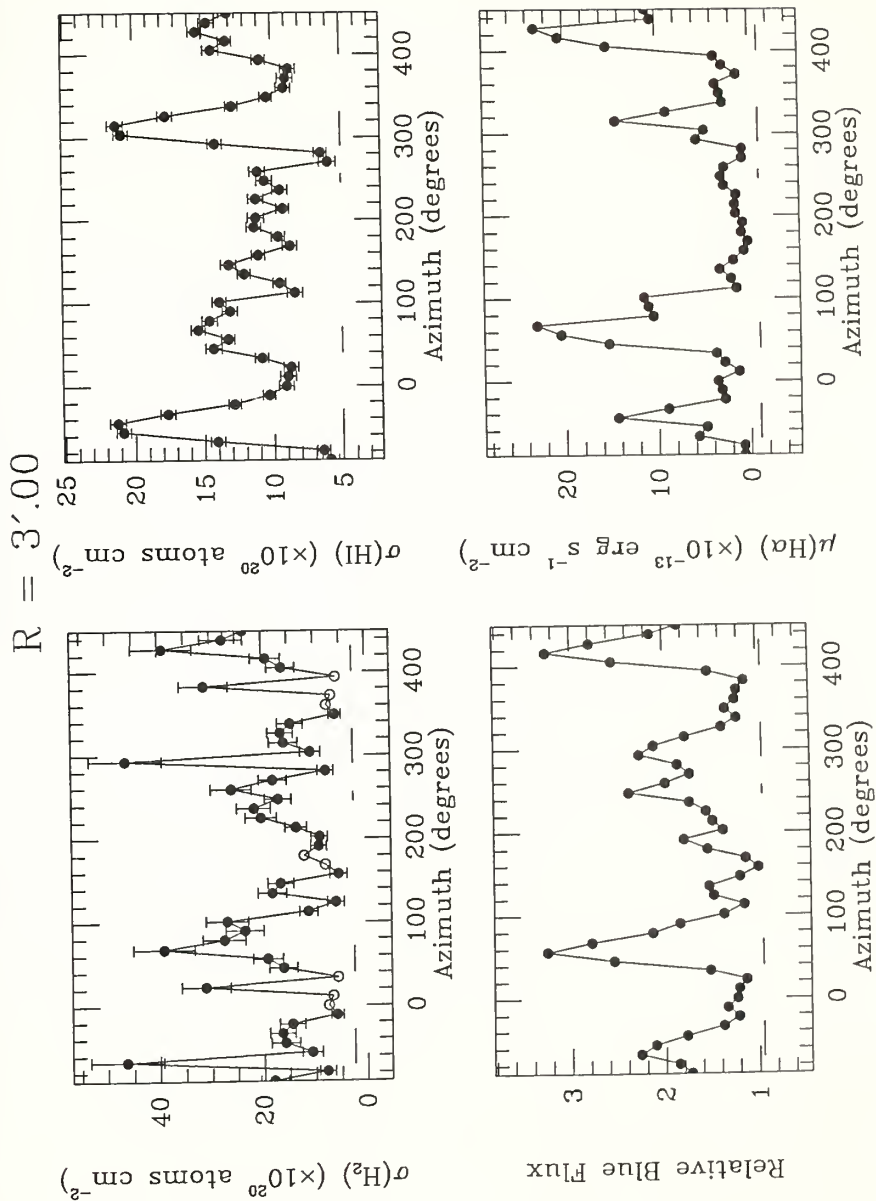 R = 3'.00
σ(H₂) (×10²⁰ atoms cm⁻²)
40
20
0
0 100 200 300 400
Azimuth (degrees)
σ(HI) (×10²⁰ atoms cm⁻²)
25
20
15
10
5
0 100 200 300 400
Azimuth (degrees)
Relative Blue Flux
3
2
1
0 100 200 300 400
Azimuth (degrees)
μ(Hα) (×10⁻¹³ erg s⁻¹ cm⁻²)
20
10
0
0 100 200 300 400
Azimuth (degrees)